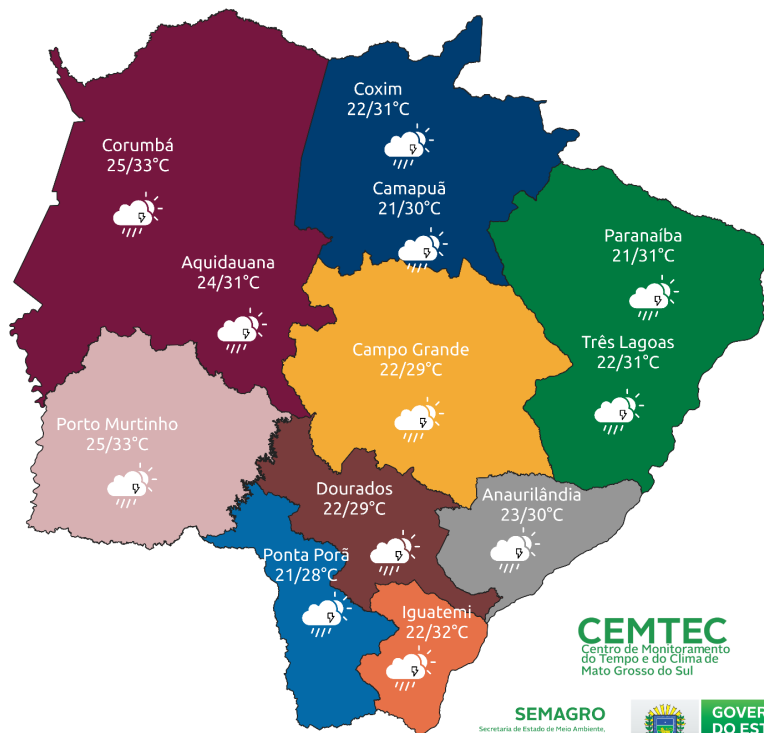 Coxim
22/31°C
Corumbá
25/33°C
Camapuã
21/30°C
Paranaíba
21/31°C
Aquidauana
24/31°C
Três Lagoas
22/31°C
Campo Grande
22/29°C
Porto Murtinho
25/33°C
Dourados
22/29°C
Anaurilândia
23/30°C
Ponta Porã
21/28°C
Iguatemi
22/32°C
CEMTEC
Centro de Monitoramento
do Tempo e do Clima de
Mato Grosso do Sul
SEMAGRO
Secretaria de Estado de Meio Ambiente,
GOVER
DO EST